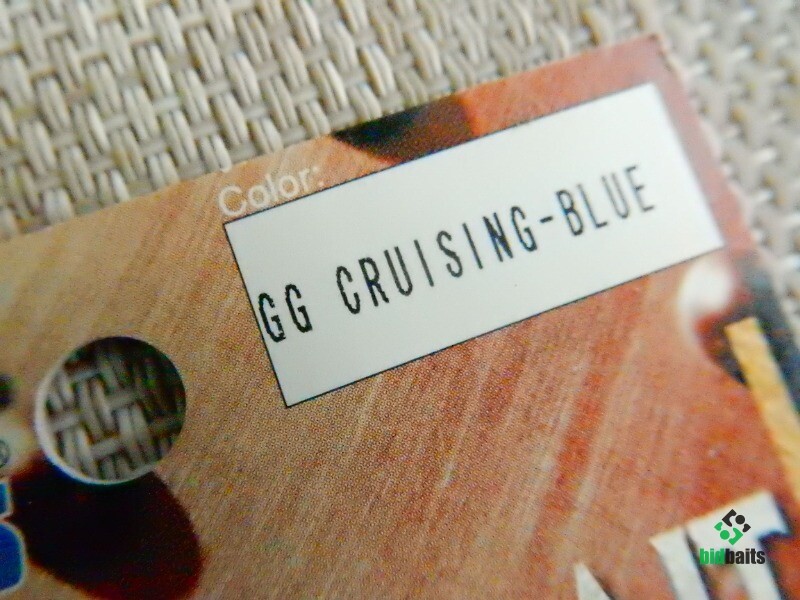 Color:
GG CRUISING-BLUE
®
bidbaits